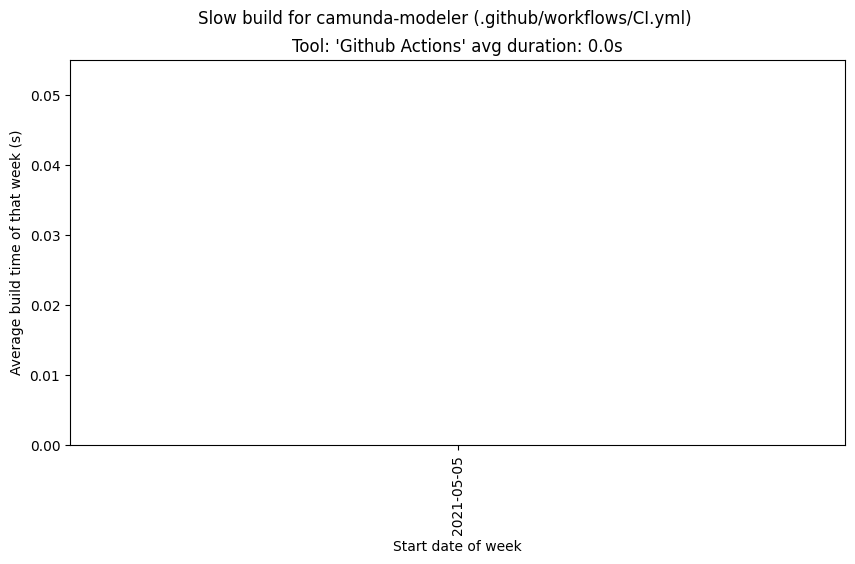 Slow build for camunda-modeler (.github/workflows/CI.yml)
Tool: 'Github Actions' avg duration: 0.0s
Average build time of that week (s)
0.05
0.04
0.03
0.02
0.01
0.00
2021-05-05
Start date of week